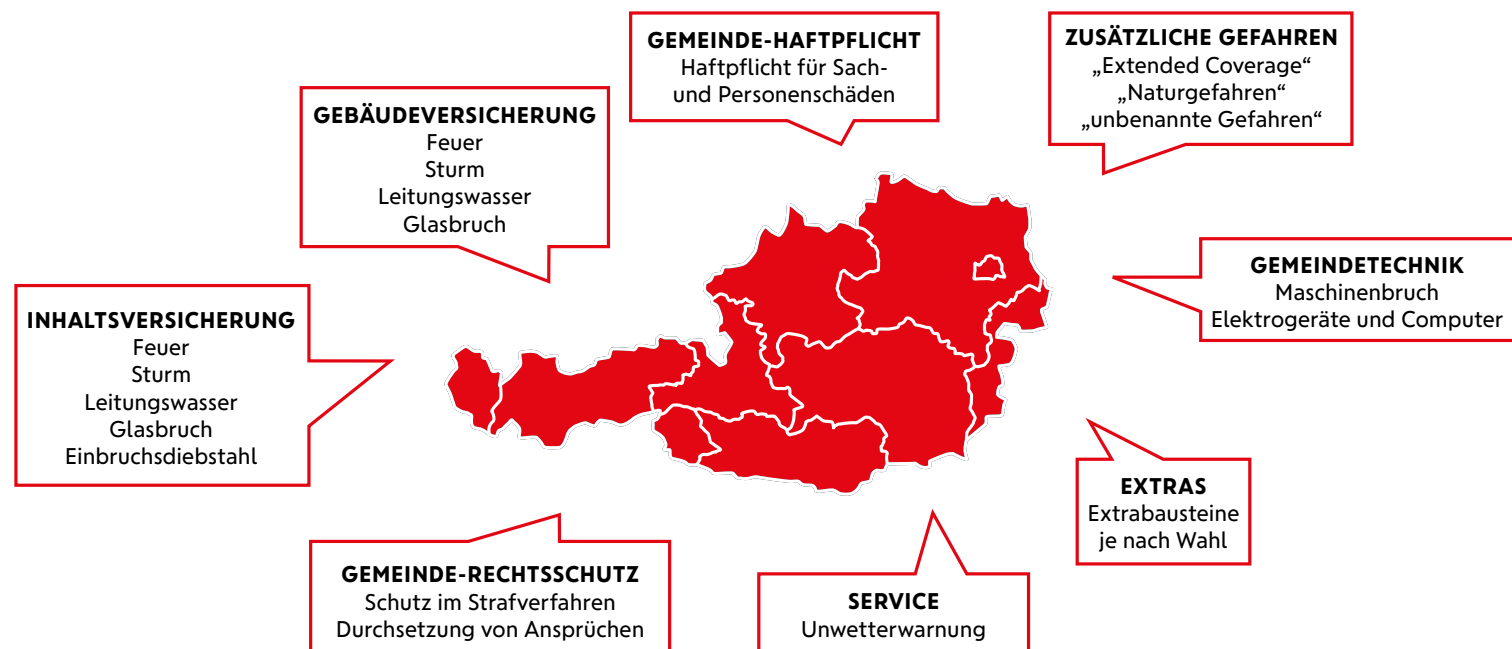 GEMEINDE-HAFTPFLICHT
Haftpflicht für Sach-
und Personenschäden
ZUSÄTZLICHE GEFAHREN
„Extended Coverage“
„Naturgefahren“
„unbenannte Gefahren“
GEBÄUDEVERSICHERUNG
Feuer
Sturm
Leitungswasser
Glasbruch
GEMEINDETECHNIK
Maschinenbruch
Elektrogeräte und Computer
INHALTSVERSICHERUNG
Feuer
Sturm
Leitungswasser
Glasbruch
Einbruchsdiebstahl
EXTRAS
Extrabausteine
je nach Wahl
GEMEINDE-RECHTSSCHUTZ
Schutz im Strafverfahren
Durchsetzung von Ansprüchen
SERVICE
Unwetterwarnung